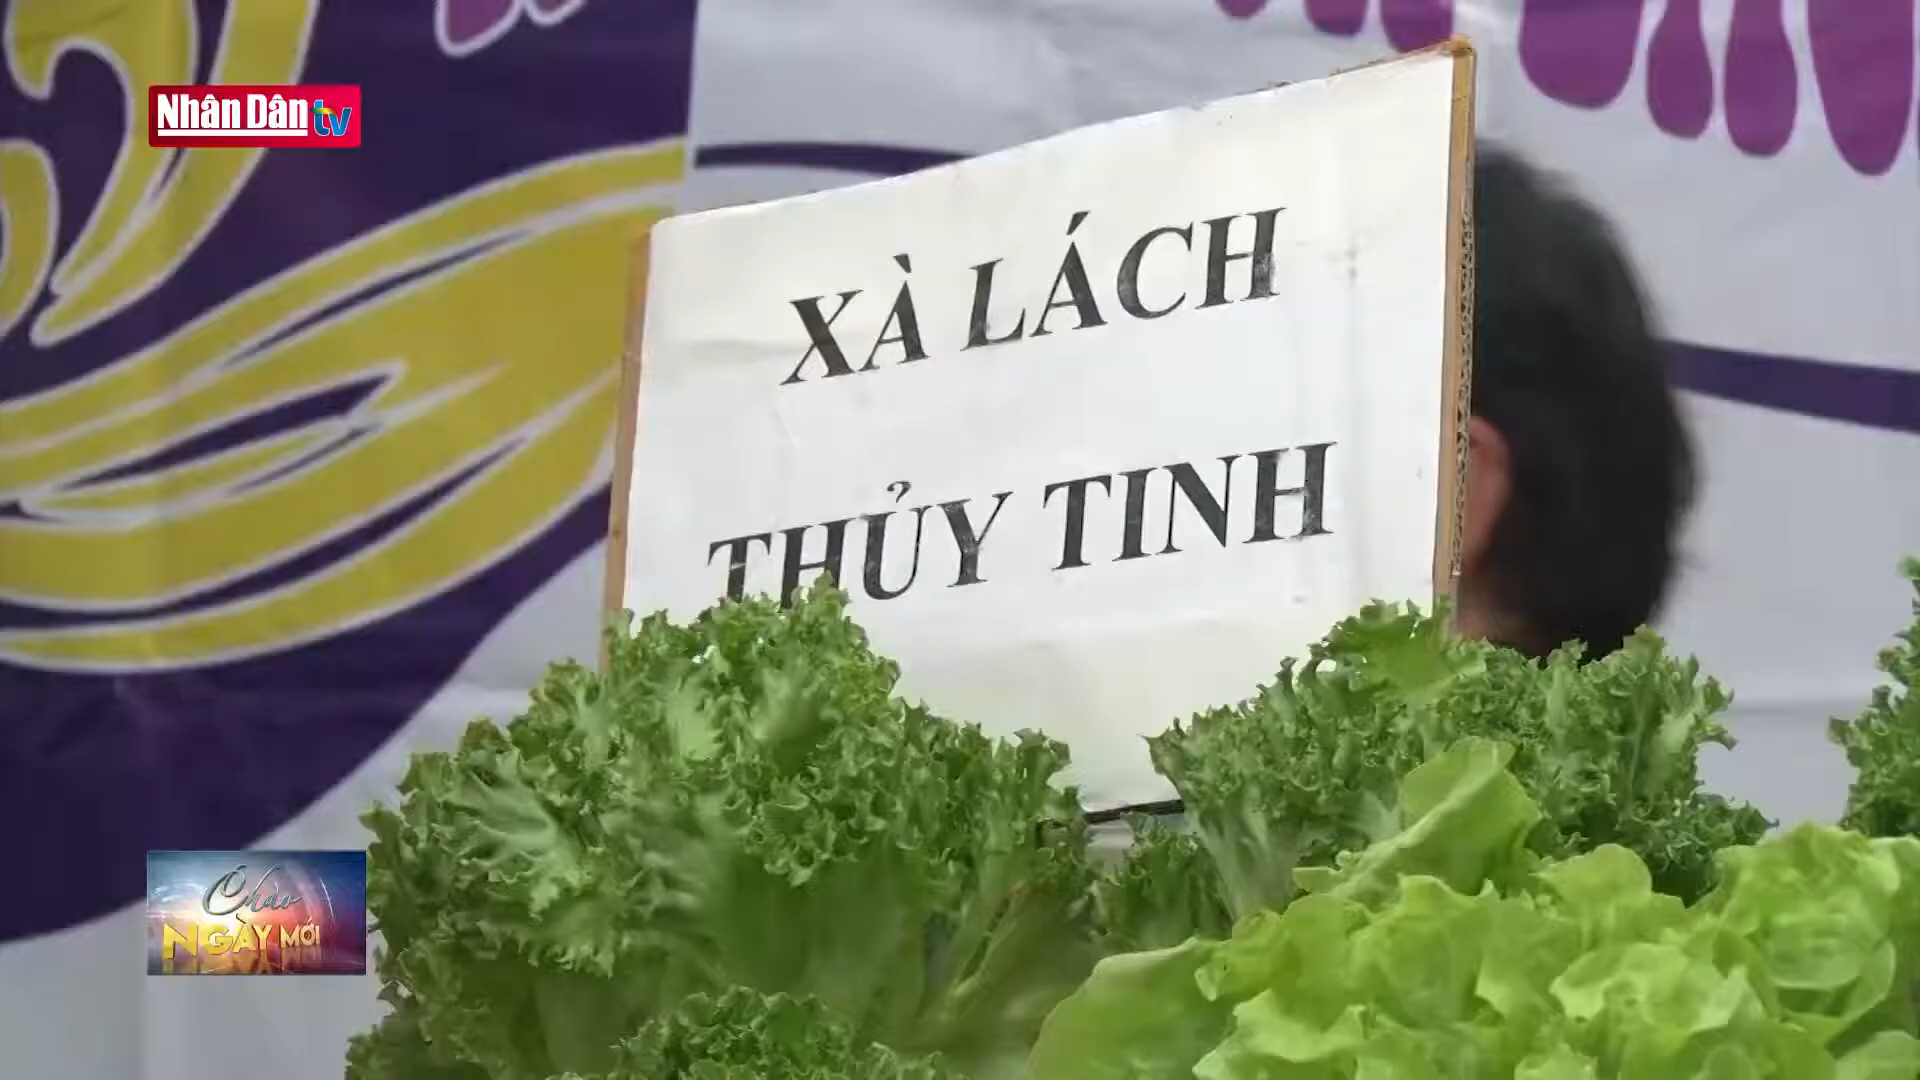 Nhân Dân tv
XÀ LÁCH
THỦY TINH
Chào
NGÀY MỚI